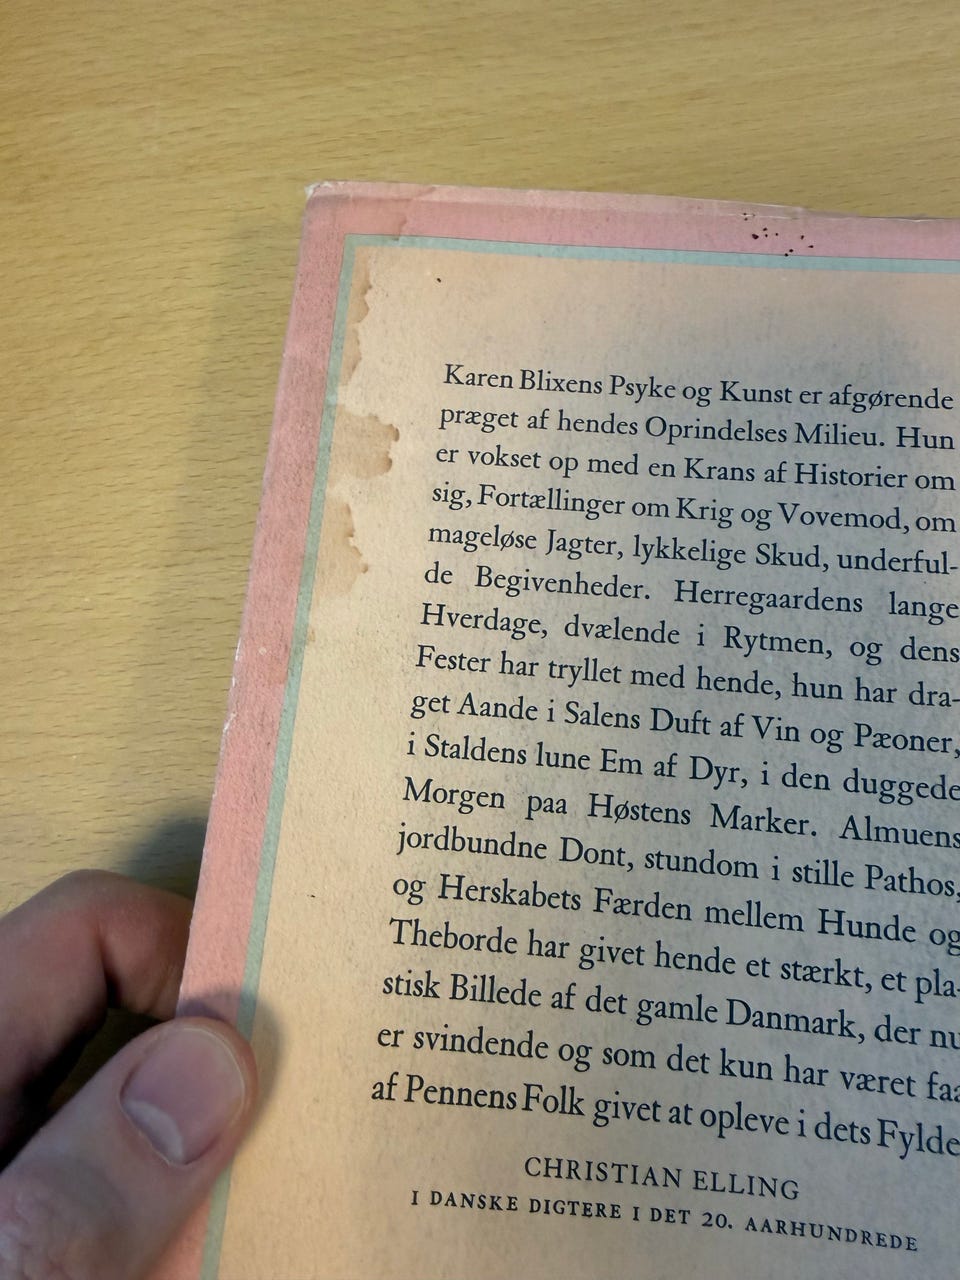 Karen Blixens Psyke og Kunst er afgørende
præget af hendes Oprindelses Milieu. Hun
er vokset op med en Krans af Historier om
sig, Fortællinger om Krig og Vovemod, om
mageløse Jagter, lykkelige Skud, underful-
de Begivenheder. Herregaardens lange
Hverdage, dvælende i Rytmen, og dens
Fester har tryllet med hende, hun har dra-
get Aande i Salens Duft af Vin og Pæoner,
i Staldens lune Em af Dyr, i den duggede
Morgen paa Høstens Marker. Almuens
jordbundne Dont, stundom i stille Pathos,
og Herskabets Færden mellem Hunde og
Theborde har givet hende et stærkt, et pla-
stisk Billede af det gamle Danmark, der nu
er svindende og som det kun har været faa
af Pennens Folk givet at opleve i dets Fylde
CHRISTIAN ELLING
I DANSKE DIGTERE I DET 20. AARHUNDREDE